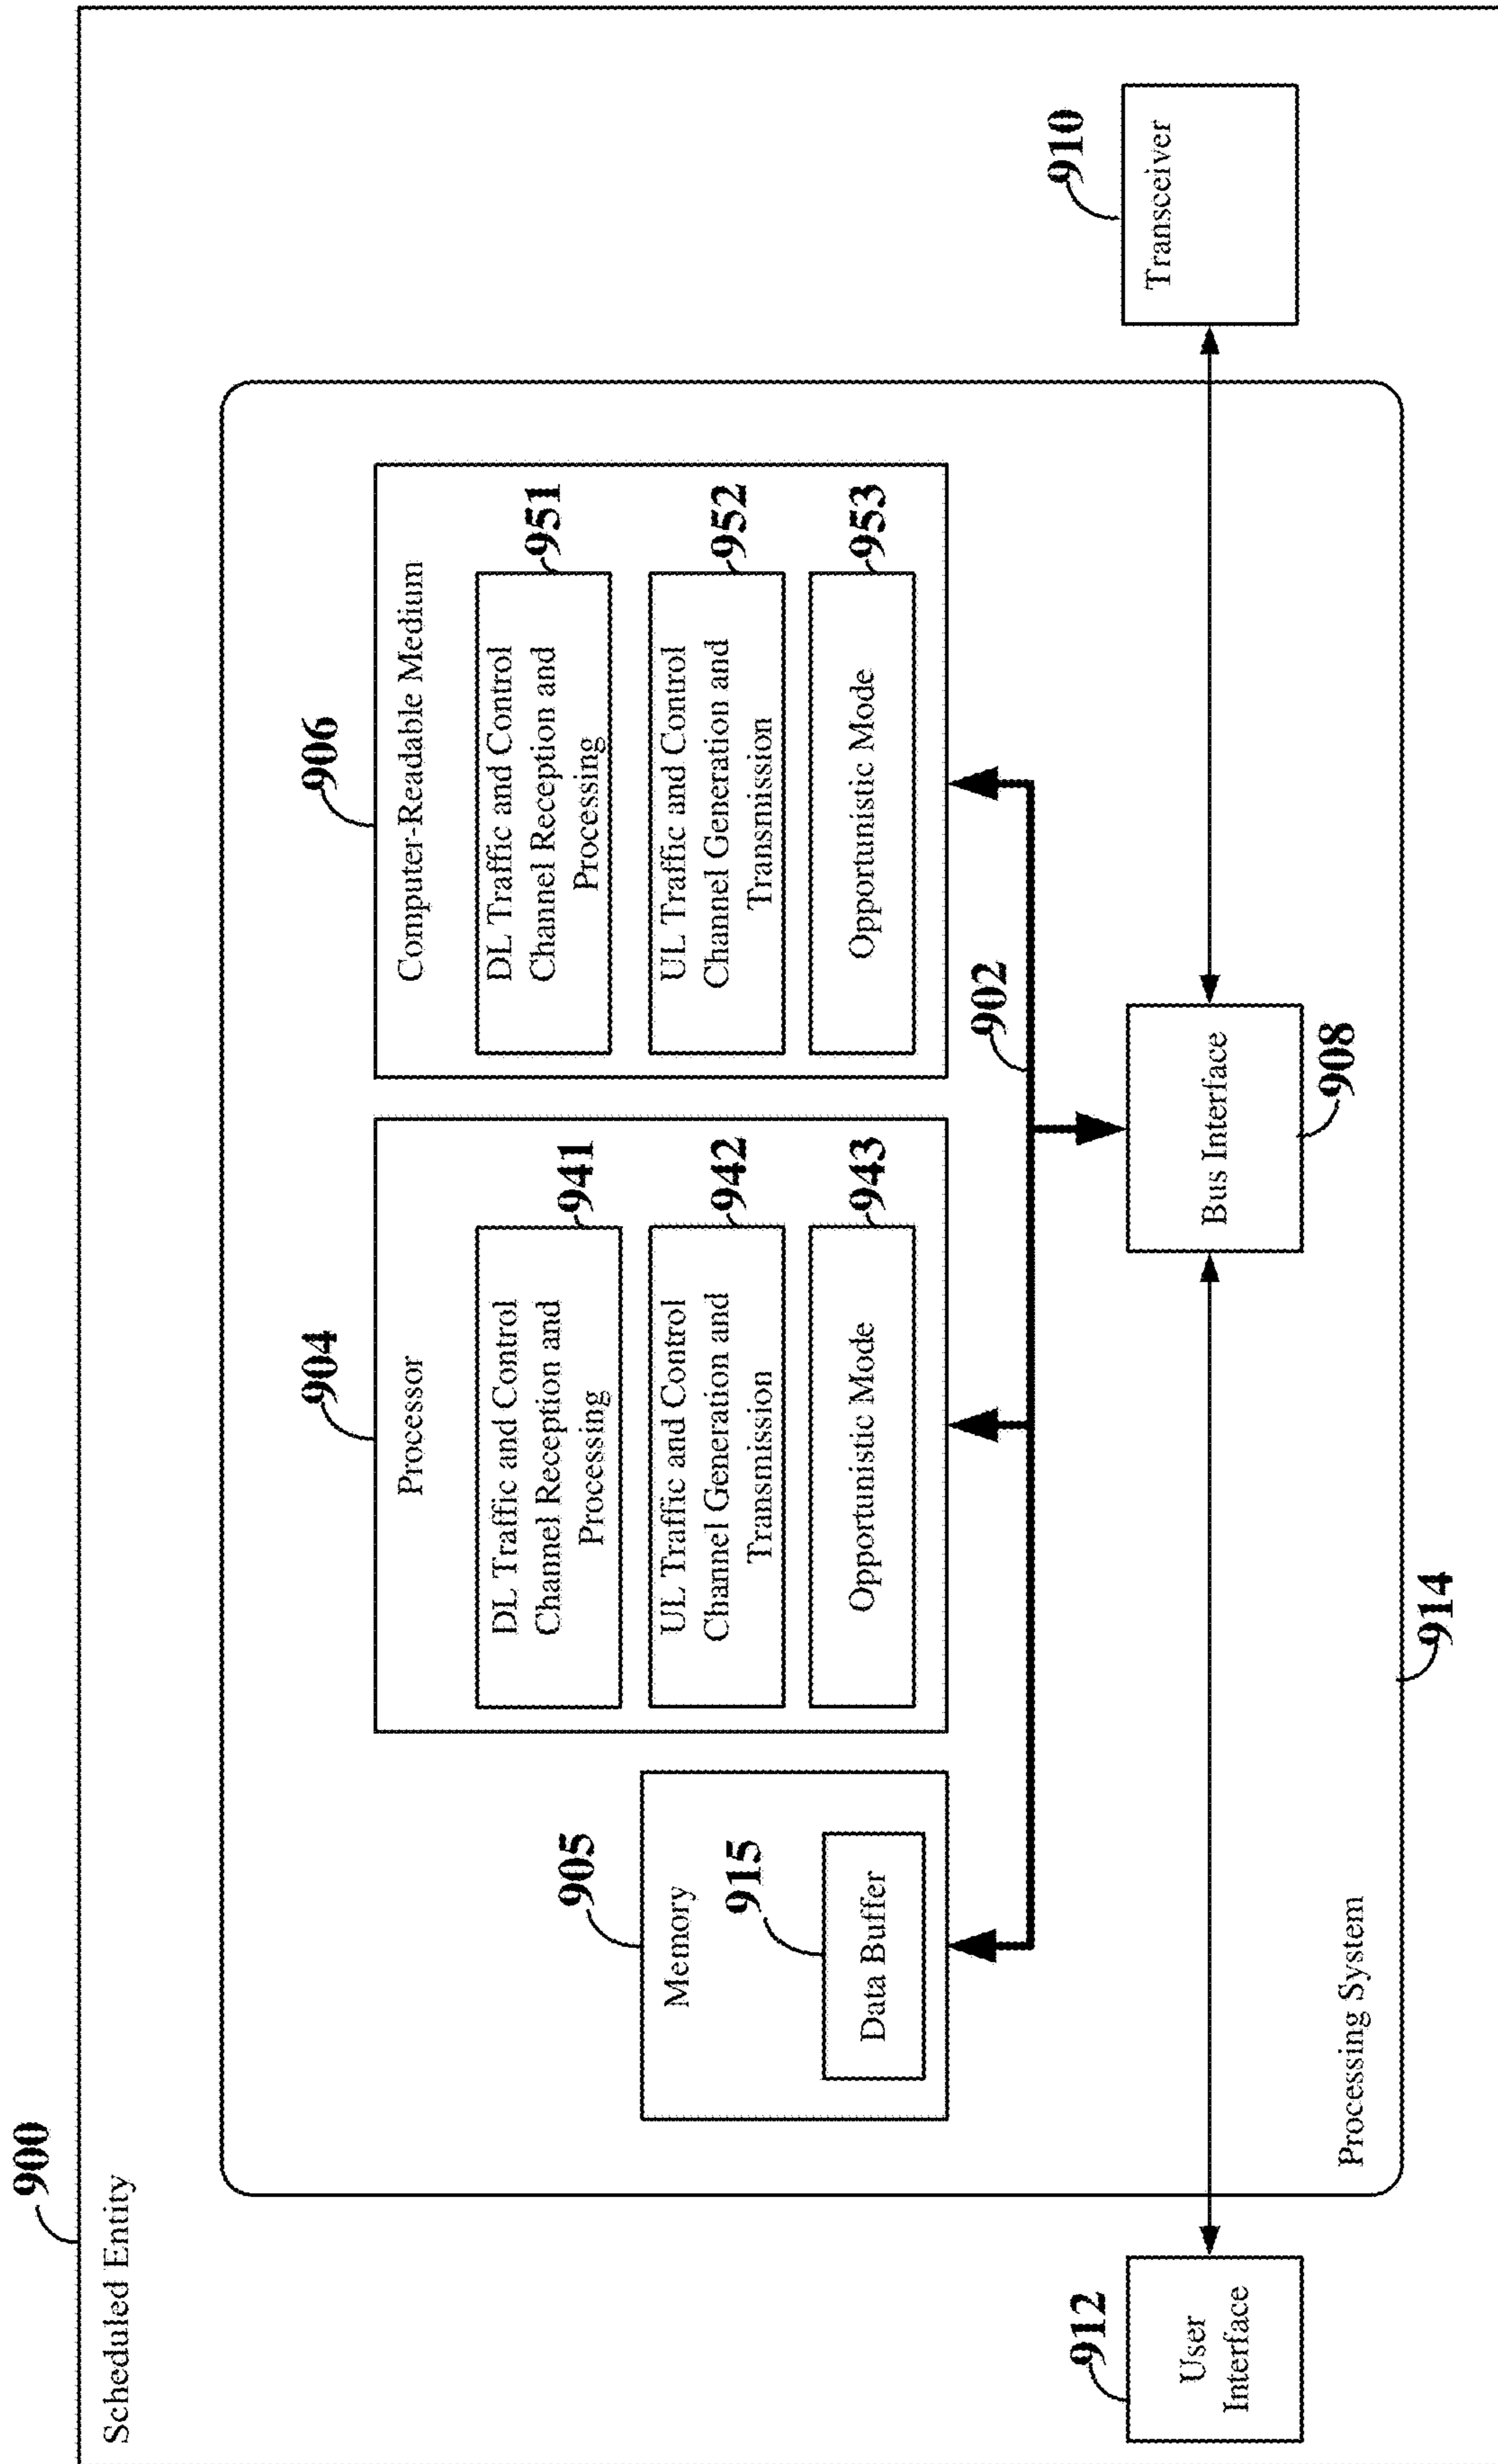 900
Scheduled Entity
906
Computer-Readable Medium
DL Traffic and Control
Channel Reception and
Processing
951
UL Traffic and Control
Channel Generation and
Transmission
952
Opportunistic Mode
953
904
Processor
DL Traffic and Control
Channel Reception and
Processing
941
UL Traffic and Control
Channel Generation and
Transmission
942
Opportunistic Mode
943
905
Memory
915
Data Buffer
902
910
Transceiver
Bus Interface
908
912
User
Interface
Processing System
914